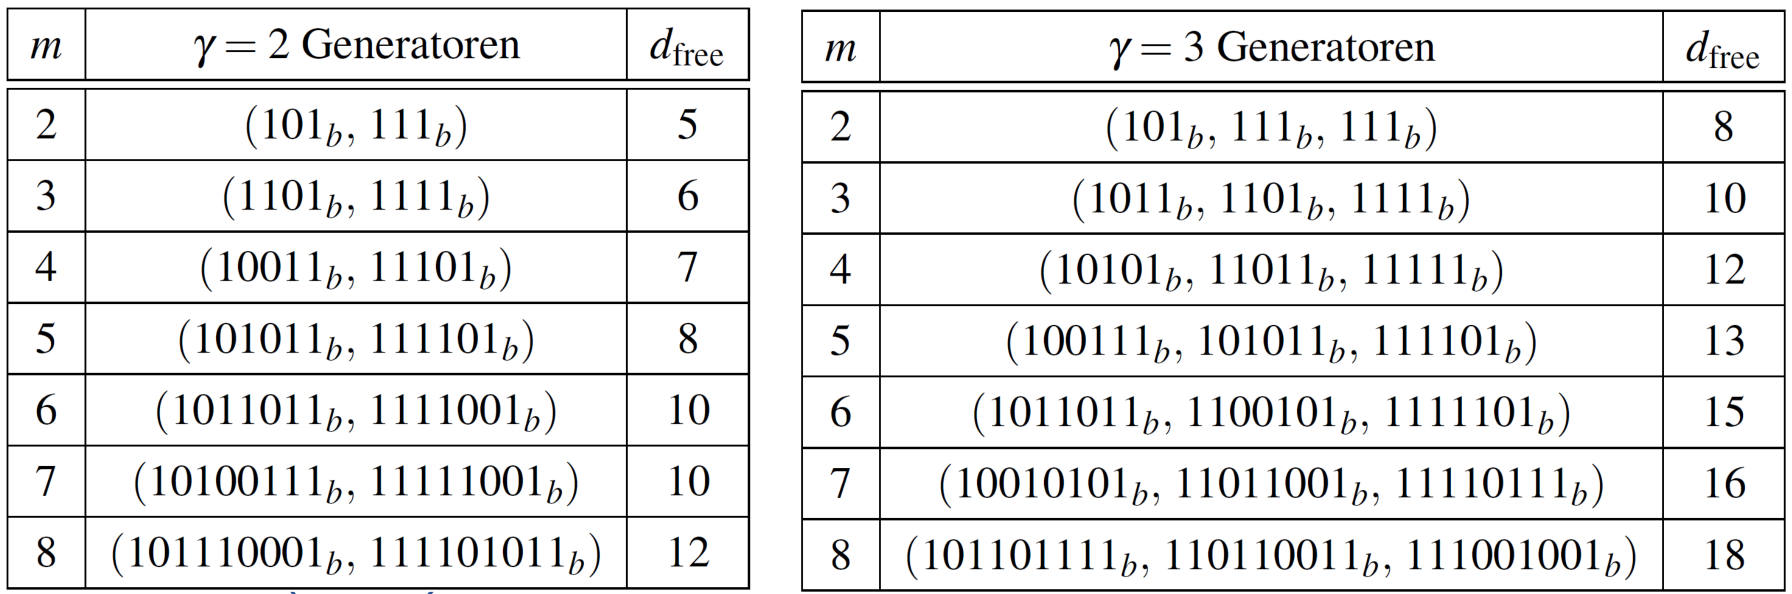 m γ = 2 Generatoren d_free
2 (101_b, 111_b) 5
3 (1101_b, 1111_b) 6
4 (10011_b, 11101_b) 7
5 (101011_b, 111101_b) 8
6 (1011011_b, 1111001_b) 10
7 (10100111_b, 11111001_b) 10
8 (101110001_b, 111101011_b) 12
m γ = 3 Generatoren d_free
2 (101_b, 111_b, 111_b) 8
3 (1011_b, 1101_b, 1111_b) 10
4 (10101_b, 11011_b, 11111_b) 12
5 (100111_b, 101011_b, 111101_b) 13
6 (1011011_b, 1100101_b, 1111101_b) 15
7 (10010101_b, 11011001_b, 11110111_b) 16
8 (101101111_b, 110110011_b, 111001001_b) 18